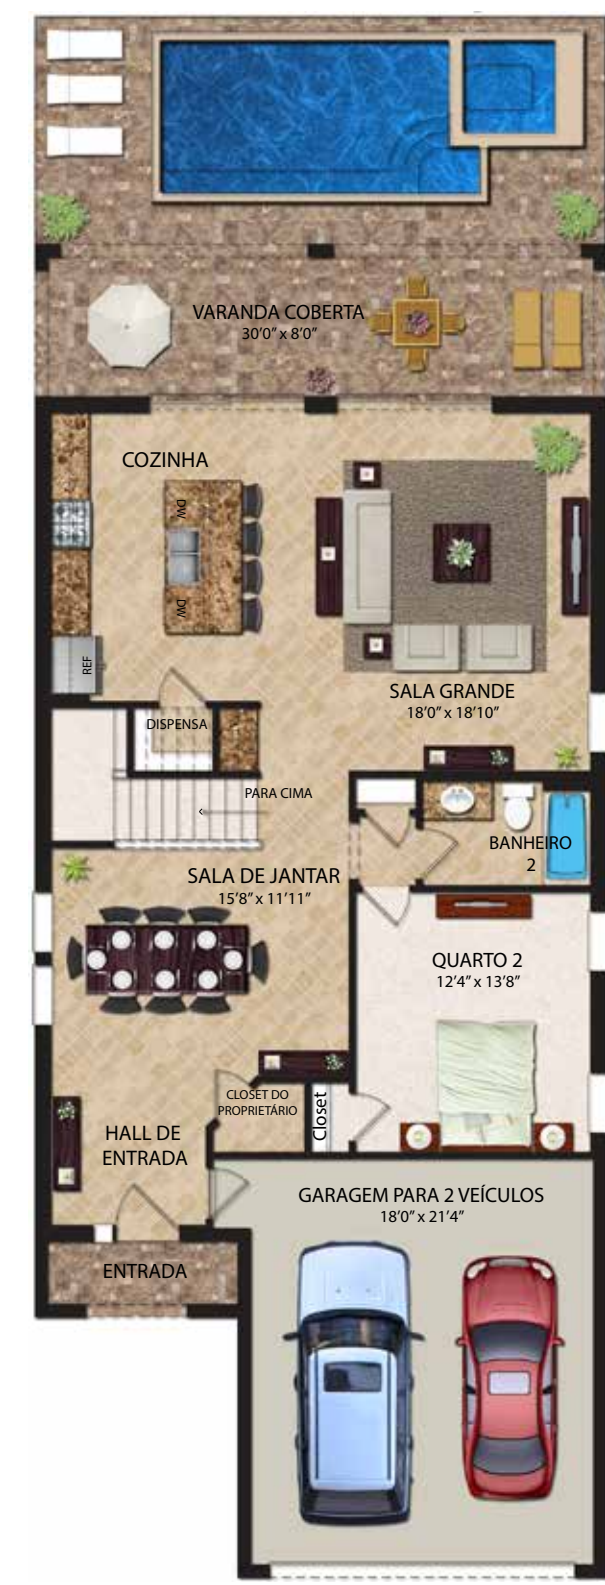 VARANDA COBERTA
30'0" x 8'0"
COZINHA
DW
DW
REF
SALA GRANDE
18'0" x 18'10"
DISPENSA
PARA CIMA
BANHEIRO
2
SALA DE JANTAR
15'8" x 11'11"
QUARTO 2
12'4" x 13'8"
CLOSET DO
PROPRIETÁRIO
Closet
HALL DE
ENTRADA
GARAGEM PARA 2 VEÍCULOS
18'0" x 21'4"
ENTRADA